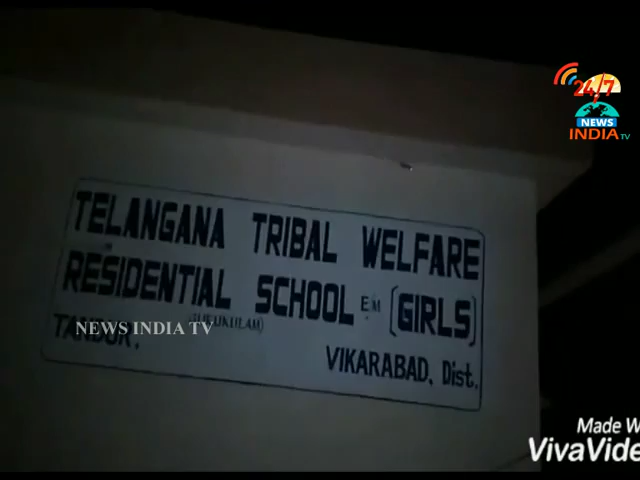 24/7
NEWS
INDIA TV
TELANGANA TRIBAL WELFARE
RESIDENTIAL SCHOOL E.M (GIRLS)
(GURUKULAM)
TANDUR.
NEWS INDIA TV
VIKARABAD. Dist.
Made W
VivaVide